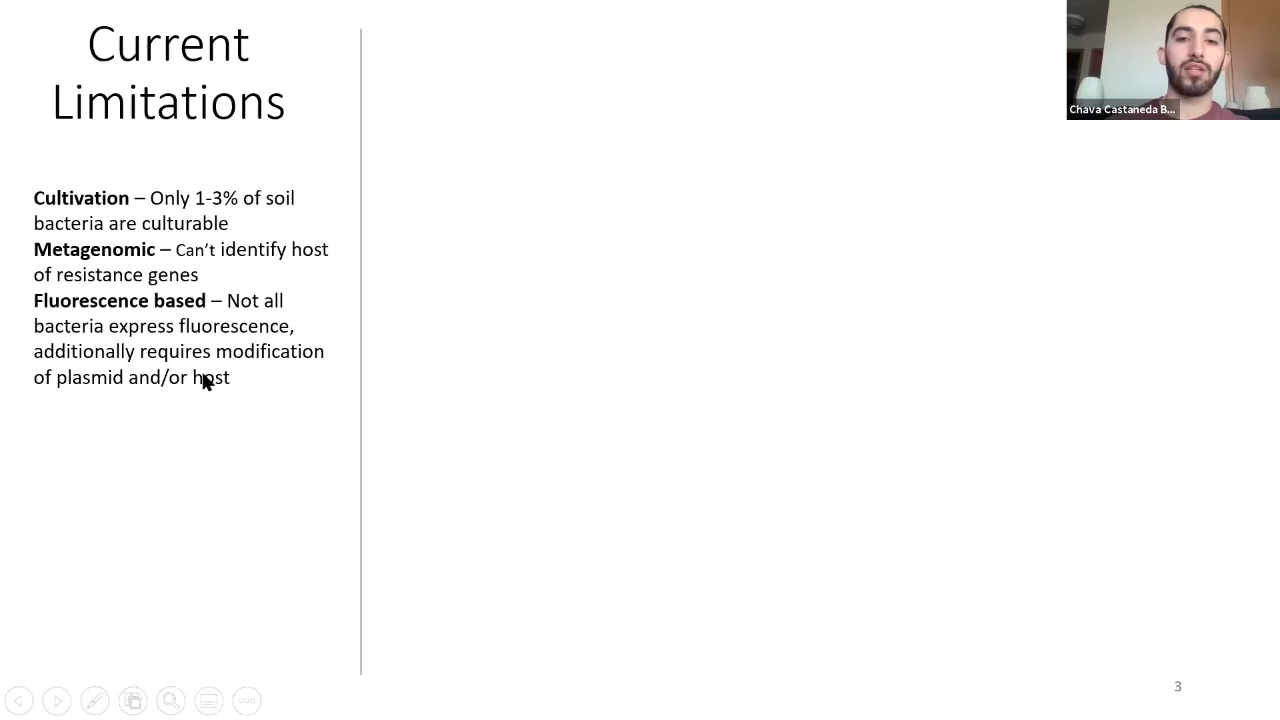 Current
Limitations
Cultivation – Only 1-3% of soil
bacteria are culturable
Metagenomic – Can’t identify host
of resistance genes
Fluorescence based – Not all
bacteria express fluorescence,
additionally requires modification
of plasmid and/or host
Chava Castaneda B...
3